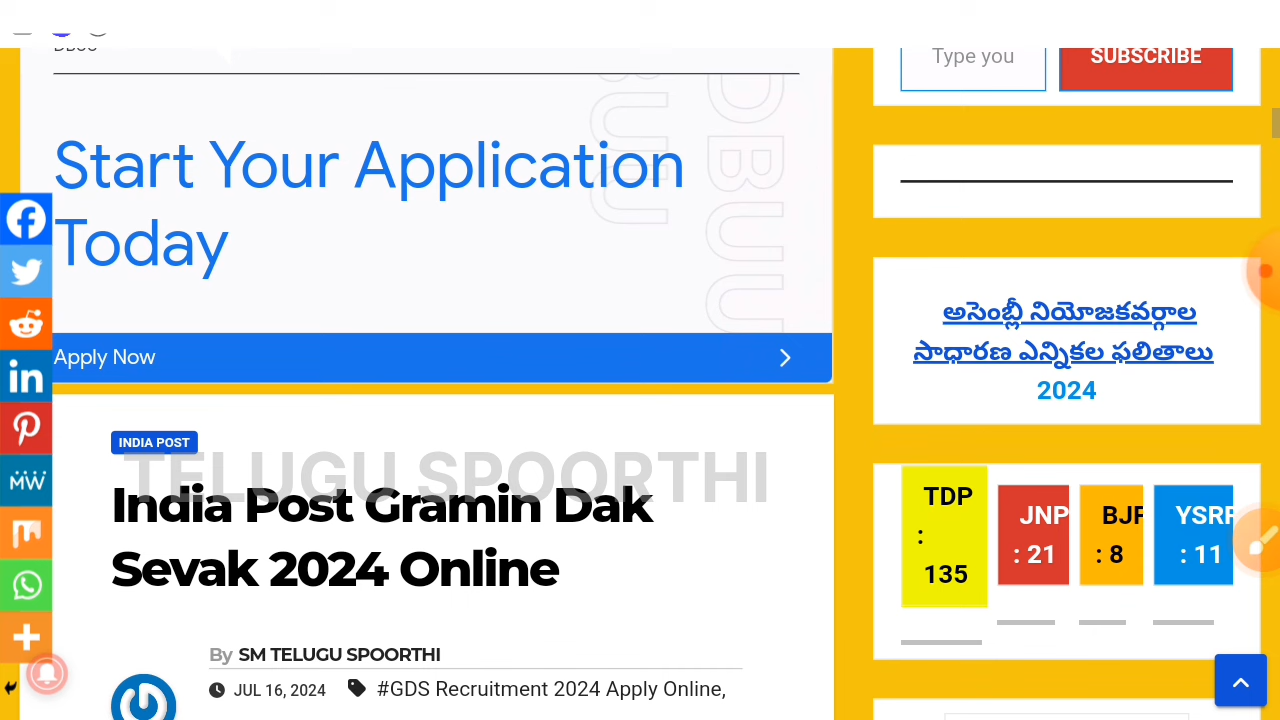 Start Your Application
Today
Apply Now
INDIA POST
TELUGU SPOORTHI
India Post Gramin Dak
Sevak 2024 Online
By SM TELUGU SPOORTHI
JUL 16, 2024 #GDS Recruitment 2024 Apply Online,
Type you
SUBSCRIBE
అసెంబ్లీ నియోజకవర్గాల
సాధారణ ఎన్నికల ఫలితాలు
2024
TDP
:
135
JNP
: 21
BJP
: 8
YSRP
: 11